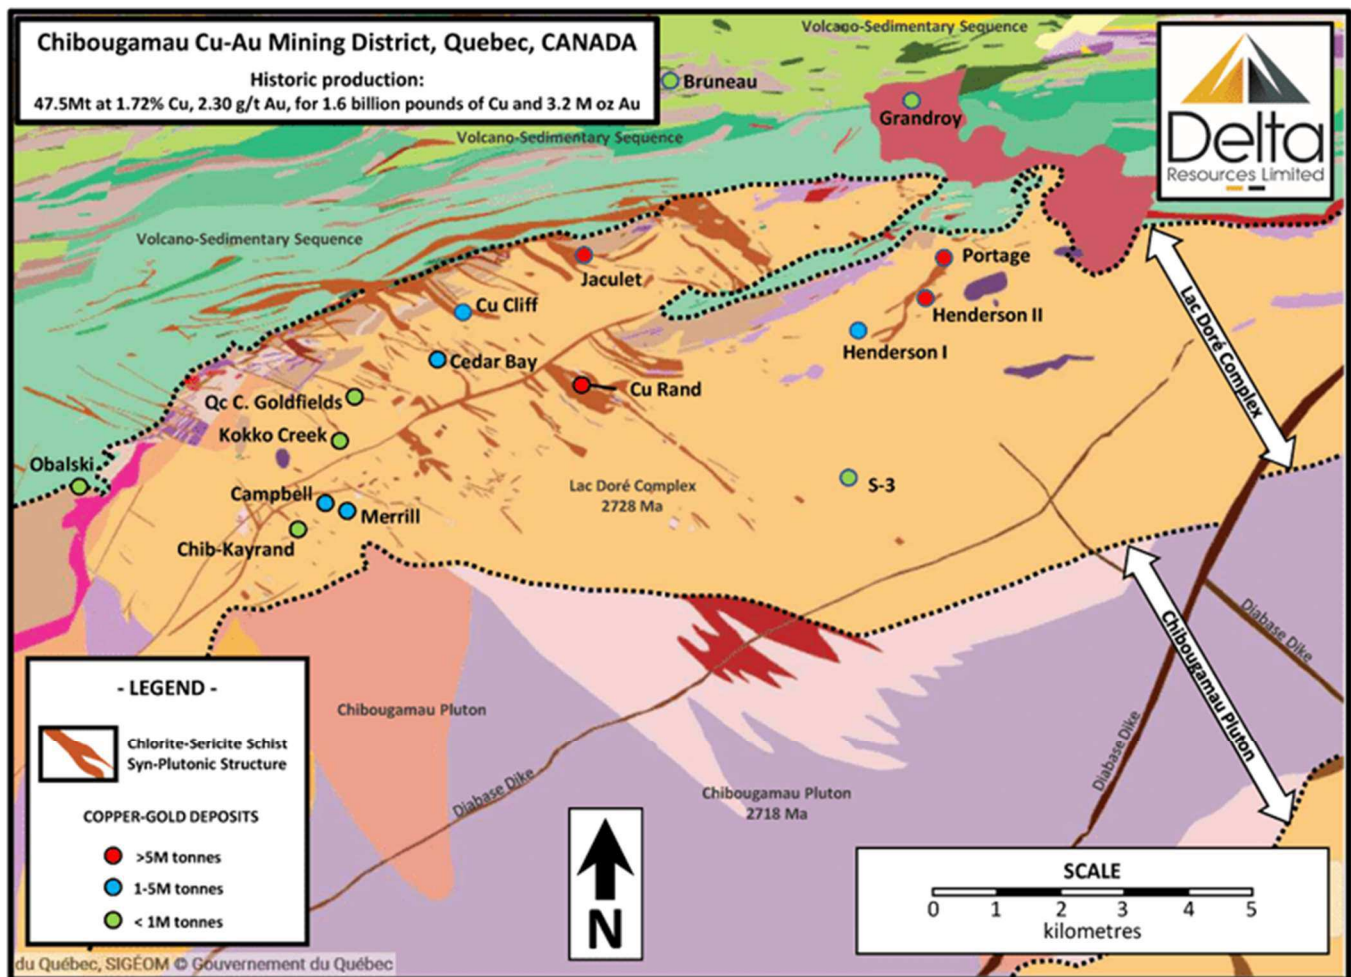 Chibougamau Cu-Au Mining District, Quebec, CANADA
Historic production:
47.5Mt at 1.72% Cu, 2.30 g/t Au, for 1.6 billion pounds of Cu and 3.2 M oz Au
Volcano-Sedimentary Sequence
Bruneau
Grandroy
Delta
Resources Limited
Volcano-Sedimentary Sequence
Volcano-Sedimentary Sequence
Jaculet
Portage
Cu Cliff
Henderson II
Henderson I
Cedar Bay
Cu Rand
Qc C. Goldfields
Kokko Creek
Lac Doré Complex
Obalski
Campbell
Merrill
Chib-Kayrand
Lac Doré Complex
2728 Ma
S-3
Diabase Dike
Chibougamau Pluton
Chibougamau Pluton
Diabase Dike
Diabase Dike
Chibougamau Pluton
2718 Ma
- LEGEND -
Chlorite-Sericite Schist
Syn-Plutonic Structure
COPPER-GOLD DEPOSITS
>5M tonnes
1-5M tonnes
< 1M tonnes
N
SCALE
0 1 2 3 4 5
kilometres
du Québec, SIGÉOM © Gouvernement du Québec